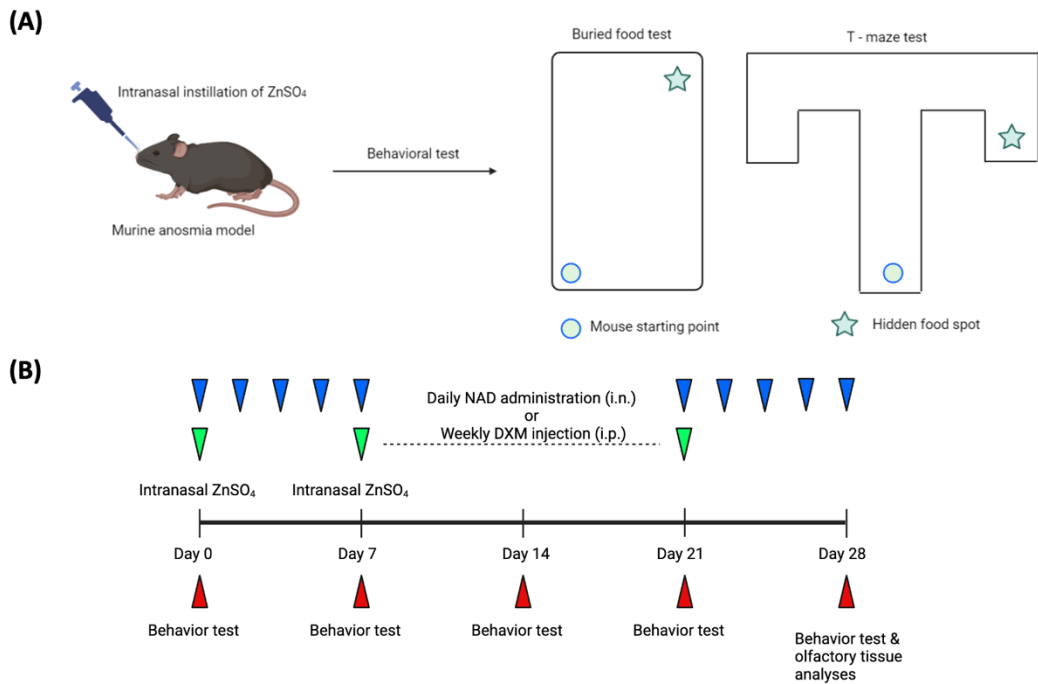 (A)
Buried food test
T - maze test
Intranasal instillation of ZnSO₄
Behavioral test
Murine anosmia model
Mouse starting point
Hidden food spot
(B)
Daily NAD administration (i.n.)
or
Weekly DXM injection (i.p.)
Intranasal ZnSO₄
Intranasal ZnSO₄
Day 0
Day 7
Day 14
Day 21
Day 28
Behavior test
Behavior test
Behavior test
Behavior test
Behavior test &
olfactory tissue
analyses